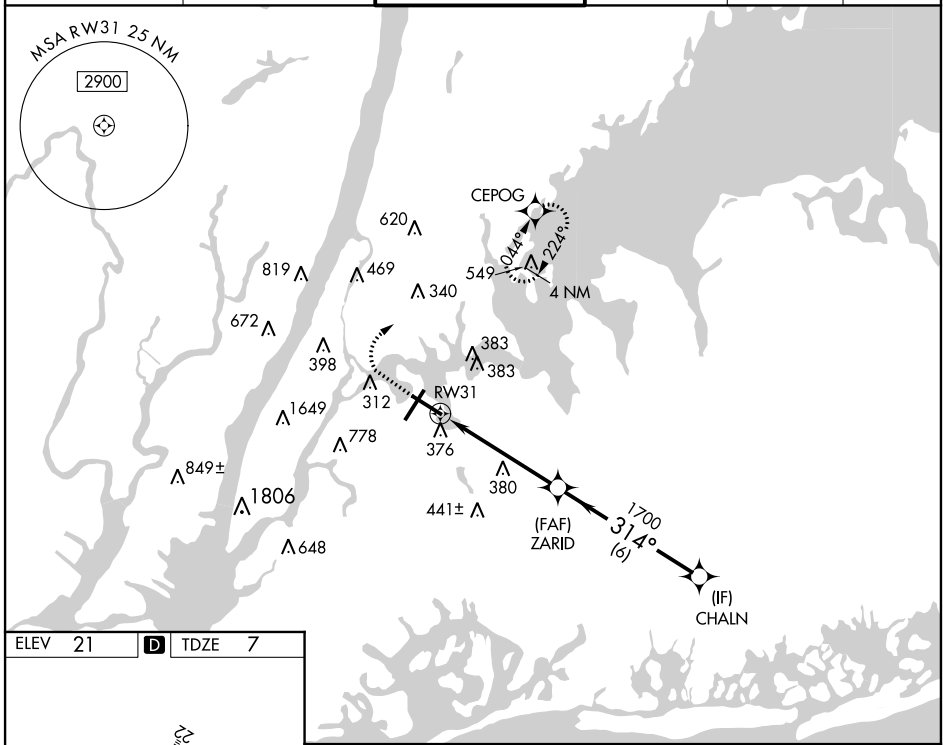 MSA RW31 25 NM
2900
CEPOG
620
044°
224°
549
4 NM
819
469
340
672
398
383
383
312
RW31
1649
778
376
849±
380
1806
441±
(FAF)
ZARID
1700
314°
(6)
648
(IF)
CHALN
ELEV 21
D
TDZE 7
22